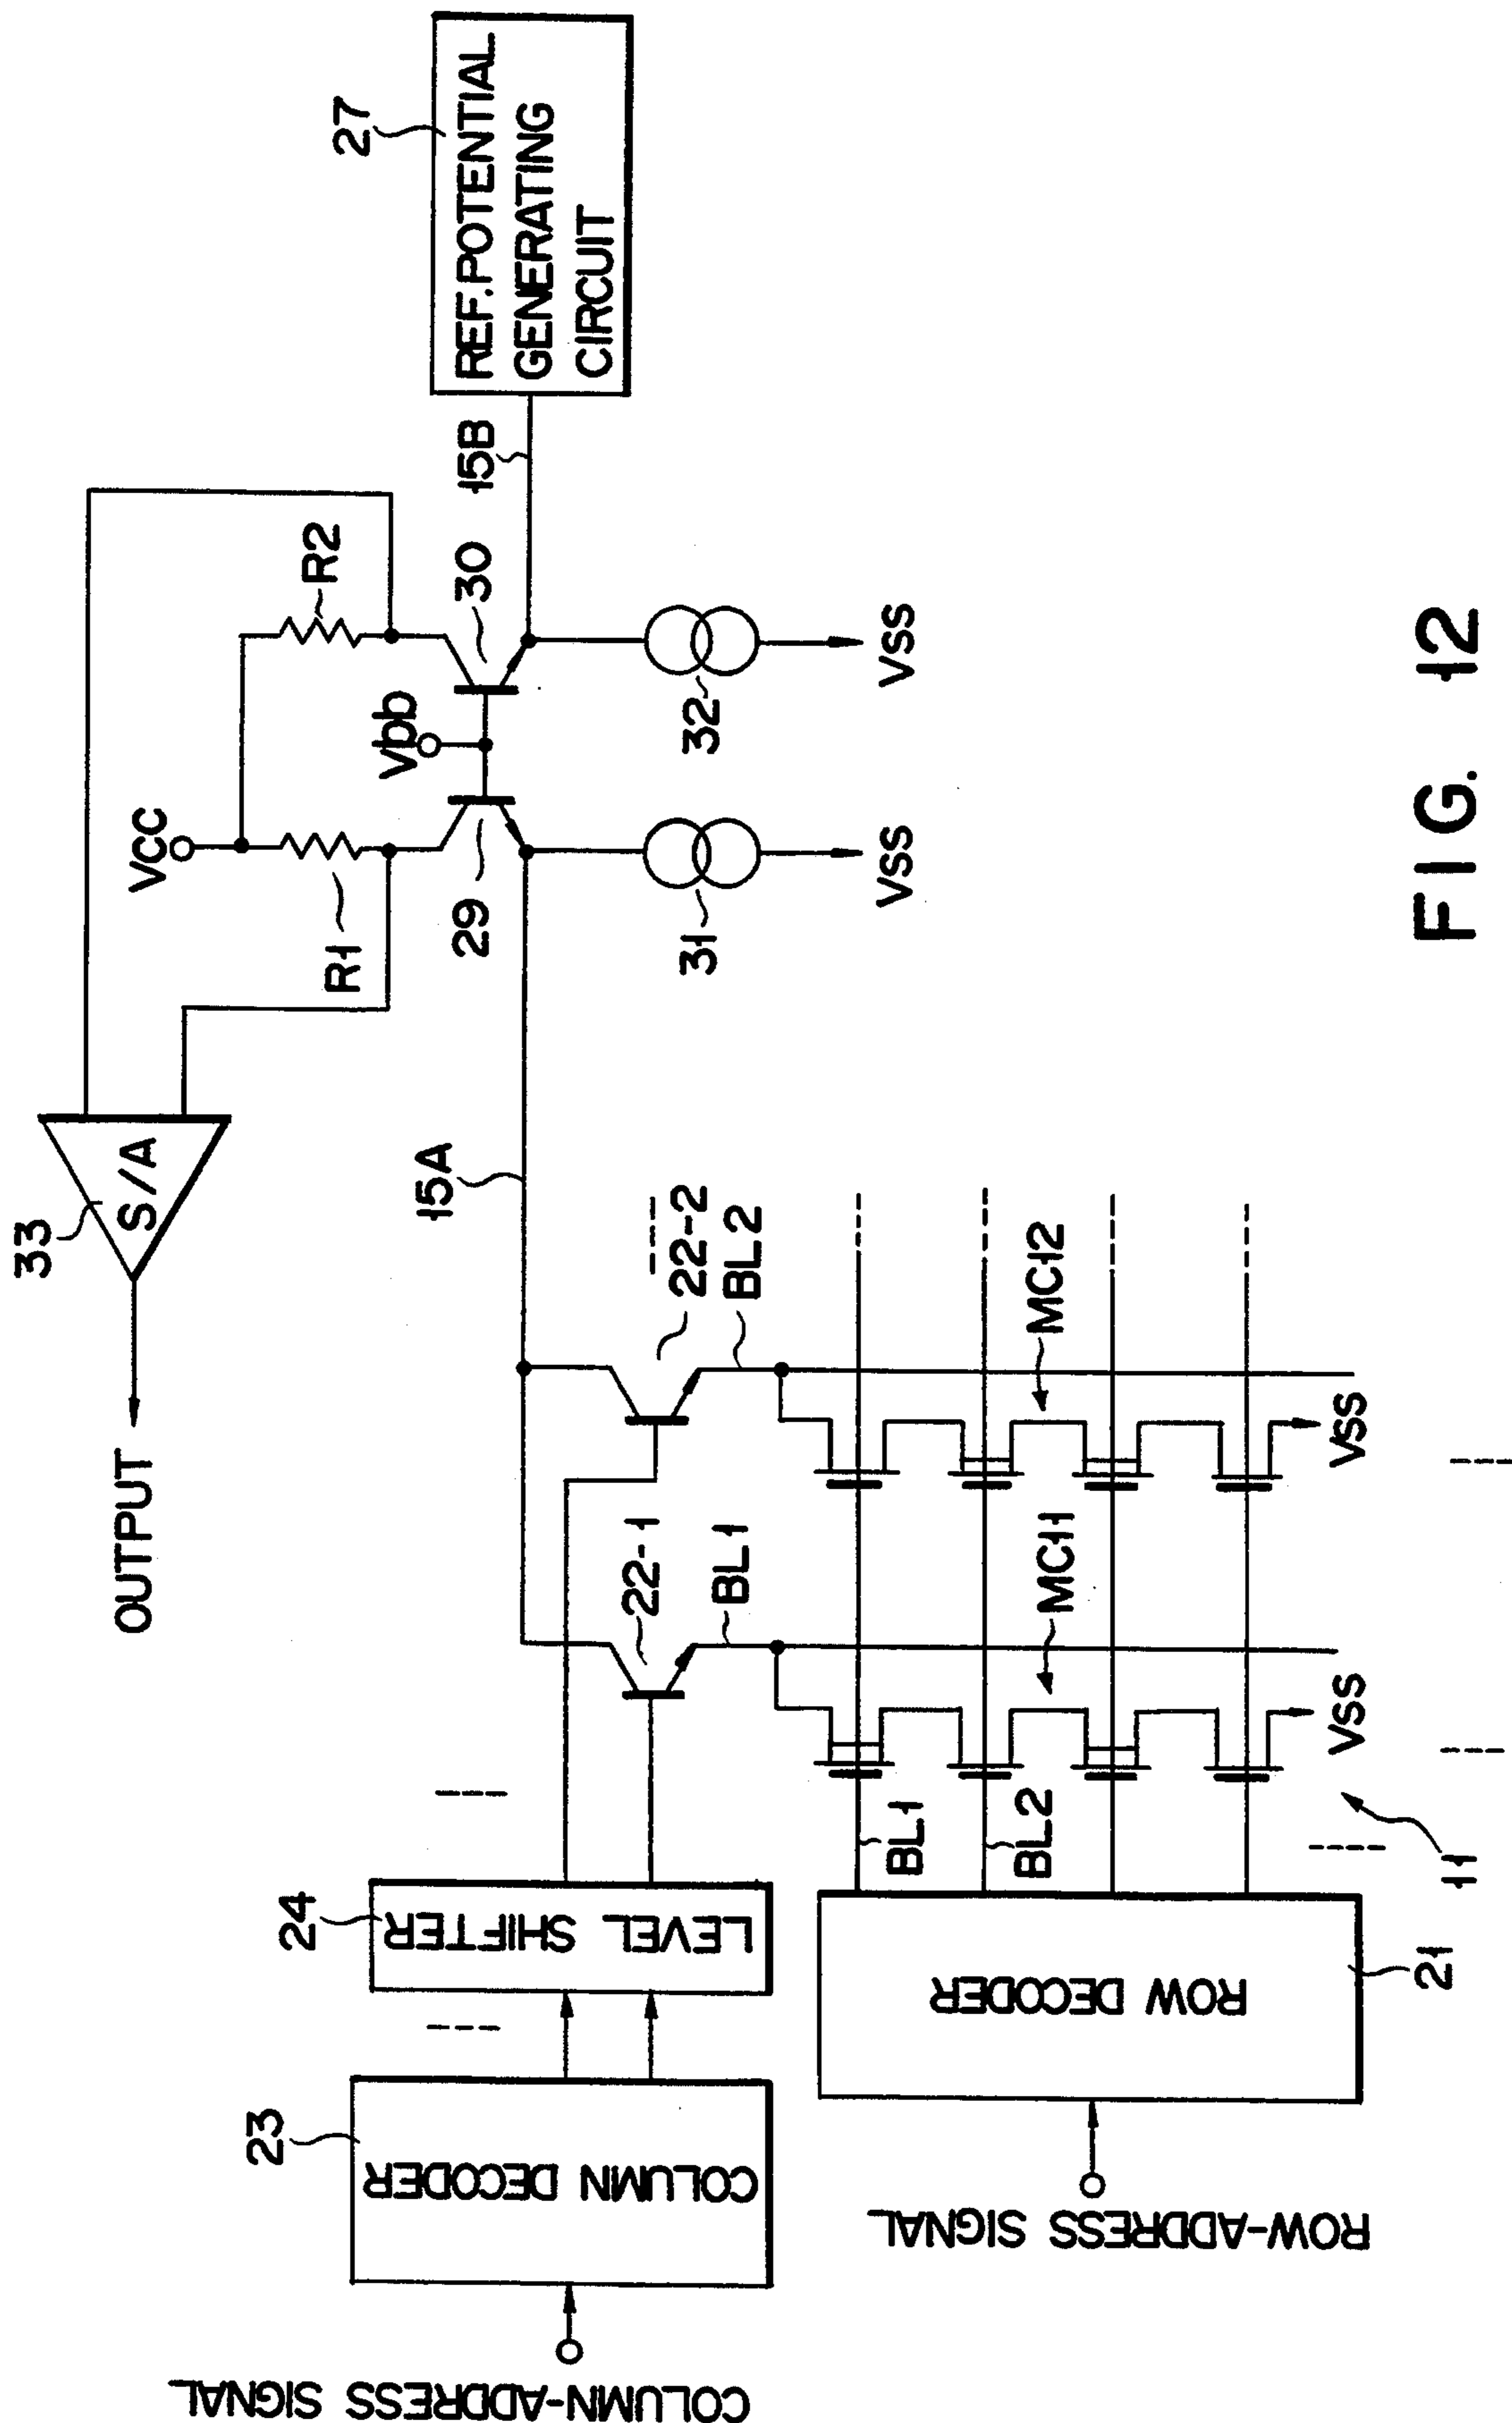 33
S/A
OUTPUT
VCC
R1
R2
Vbb
29
30
31
32
VSS
VSS
15A
15B
27
REF.POTENTIAL
GENERATING
CIRCUIT
COLUMN-ADDRESS SIGNAL
23
COLUMN DECODER
24
LEVEL SHIFTER
22-1
BL1
22-2
BL2
ROW-ADDRESS SIGNAL
ROW DECODER
21
BL1
BL2
MC11
MC12
VSS
VSS
11
FIG. 12